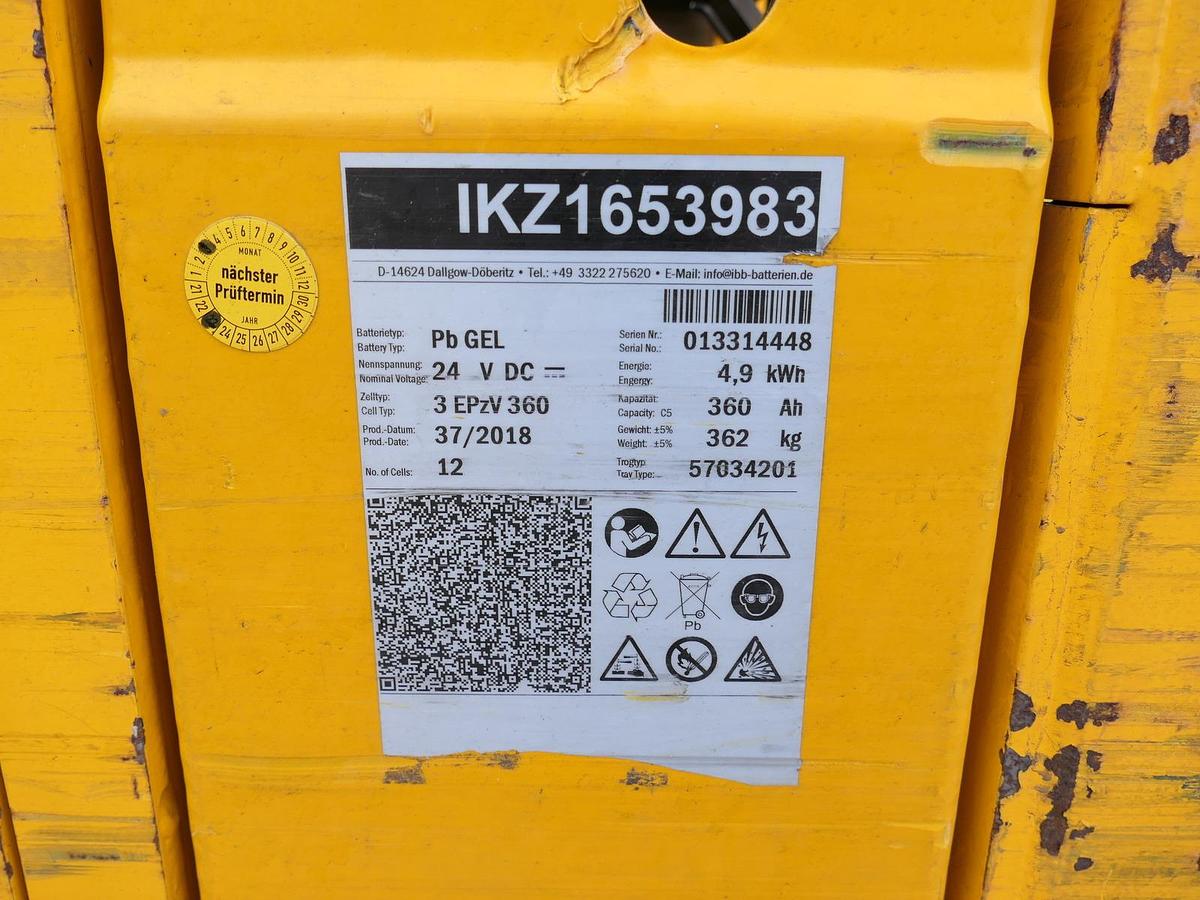 IKZ1653983
D-14624 Dallgow-Döberitz • Tel.: +49 3322 275620 • E-Mail: info@ibb-batterien.de
Batterietyp:
Battery Typ: Pb GEL
Serien Nr.:
Serial No.: 013314448
Nennspannung:
Nominal Voltage: 24 V DC
Energie:
Engergy: 4,9 kWh
Zelltyp:
Cell Typ: 3 EPzV 360
Kapazität:
Capacity: C5 360 Ah
Prod.-Datum:
Prod.-Date: 37/2018
Gewicht: ±5%
Weight: ±5% 362 kg
No. of Cells: 12
Trogtyp
Tray Type: 57034201
Pb
1 2 4 5 6 7 8 9 10 11 12
MONAT
nächster
Prüftermin
JAHR
21 22 24 25 26 27 28 29 30